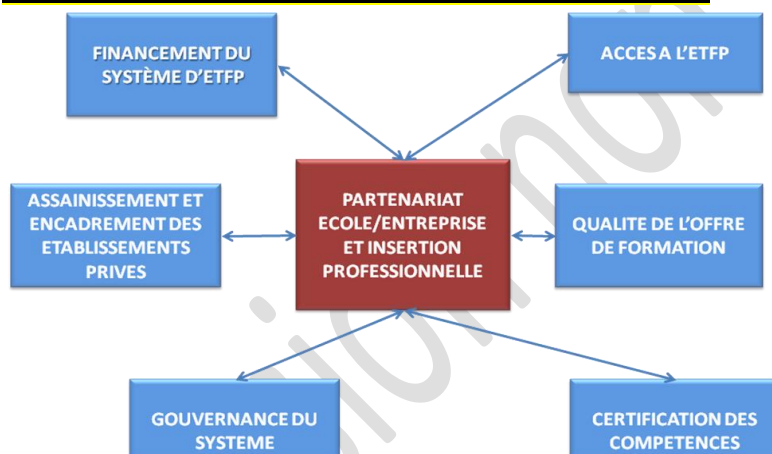 FINANCEMENT DU
SYSTÈME D'ETFP
ACCES A L'ETFP
ASSAINISSEMENT ET
ENCADREMENT DES
ETABLISSEMENTS
PRIVES
PARTENARIAT
ECOLE/ENTREPRISE
ET INSERTION
PROFESSIONNELLE
QUALITE DE L'OFFRE
DE FORMATION
GOUVERNANCE DU
SYSTEME
CERTIFICATION DES
COMPETENCES